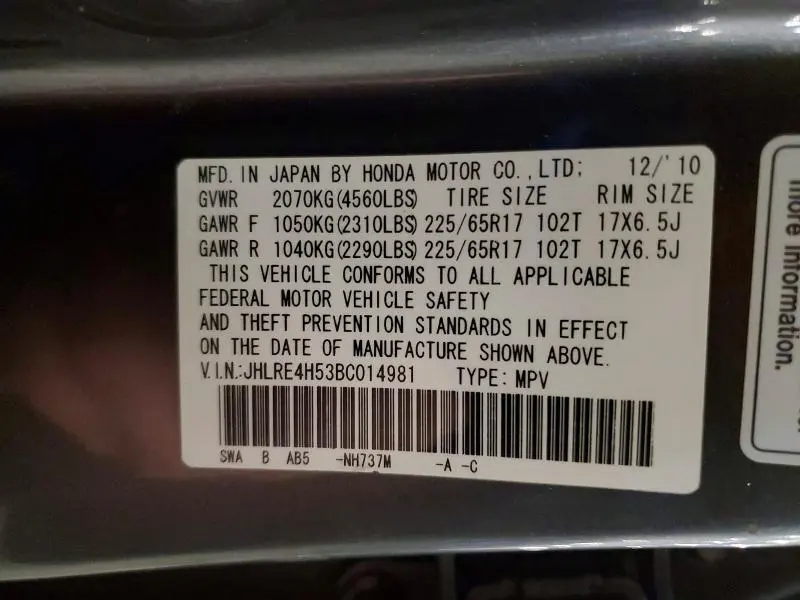 MFD. IN JAPAN BY HONDA MOTOR CO., LTD; 12/'10
GVWR 2070KG(4560LBS) TIRE SIZE RIM SIZE
GAWR F 1050KG(2310LBS) 225/65R17 102T 17X6.5J
GAWR R 1040KG(2290LBS) 225/65R17 102T 17X6.5J
THIS VEHICLE CONFORMS TO ALL APPLICABLE
FEDERAL MOTOR VEHICLE SAFETY
AND THEFT PREVENTION STANDARDS IN EFFECT
ON THE DATE OF MANUFACTURE SHOWN ABOVE.
V.I.N.:JHLRE4H53BC014981 TYPE: MPV
SWA B AB5 -NH737M -A -C
more information.